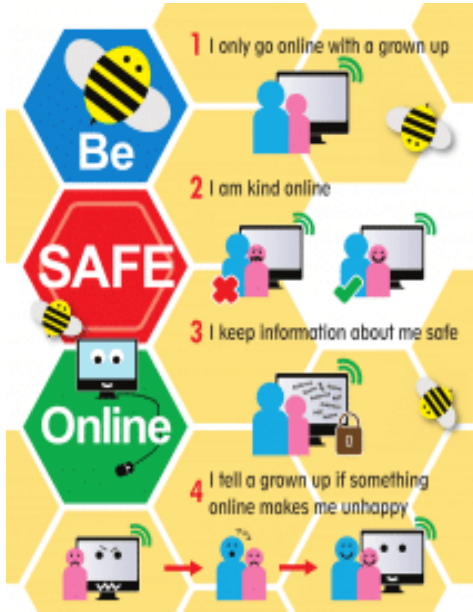 Be
SAFE
Online
1 I only go online with a grown up
2 I am kind online
3 I keep information about me safe
4 I tell a grown up if something
online makes me unhappy